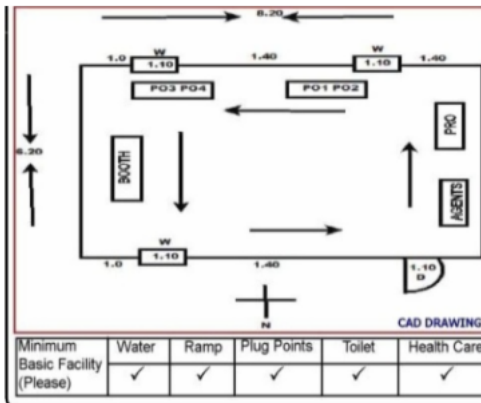 8.20
W W
1.0 1.10 1.40 1.10 1.40
PO3 PO4 PO1 PO2
PRO
6.20
BOOTH
AGENTS
W
1.0 1.10 1.40 1.10
D
N
CAD DRAWING
Minimum Basic Facility (Please) Water Ramp Plug Points Toilet Health Care
✓ ✓ ✓ ✓ ✓